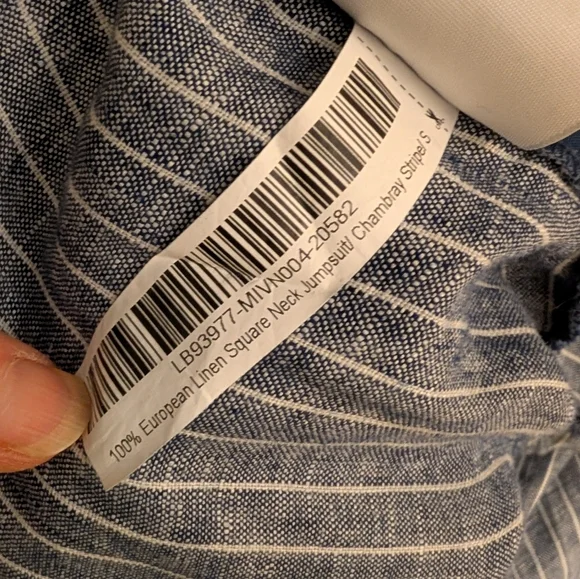 LB93977-MIVN004-20582
100% European Linen Square Neck Jumpsuit/ Chambray Stripe/ S